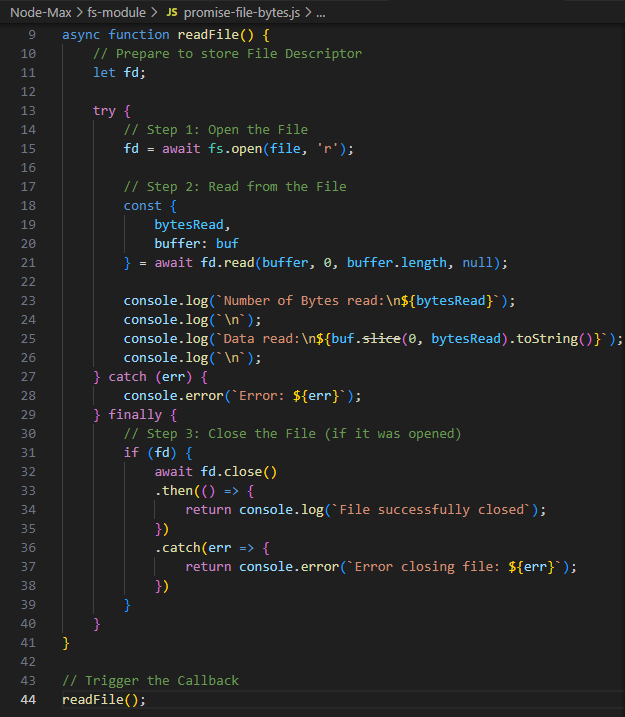 Node-Max > fs-module > JS promise-file-bytes.js > ...
9 async function readFile() {
10     // Prepare to store File Descriptor
11     let fd;
12
13     try {
14         // Step 1: Open the File
15         fd = await fs.open(file, 'r');
16
17         // Step 2: Read from the File
18         const {
19             bytesRead,
20             buffer: buf
21         } = await fd.read(buffer, 0, buffer.length, null);
22
23         console.log(`Number of Bytes read:\n${bytesRead}`);
24         console.log(`\n`);
25         console.log(`Data read:\n${buf.slice(0, bytesRead).toString()}`);
26         console.log(`\n`);
27     } catch (err) {
28         console.error(`Error: ${err}`);
29     } finally {
30         // Step 3: Close the File (if it was opened)
31         if (fd) {
32             await fd.close()
33             .then(() => {
34                 return console.log(`File successfully closed`);
35             })
36             .catch(err => {
37                 return console.error(`Error closing file: ${err}`);
38             })
39         }
40     }
41 }
42
43 // Trigger the Callback
44 readFile();